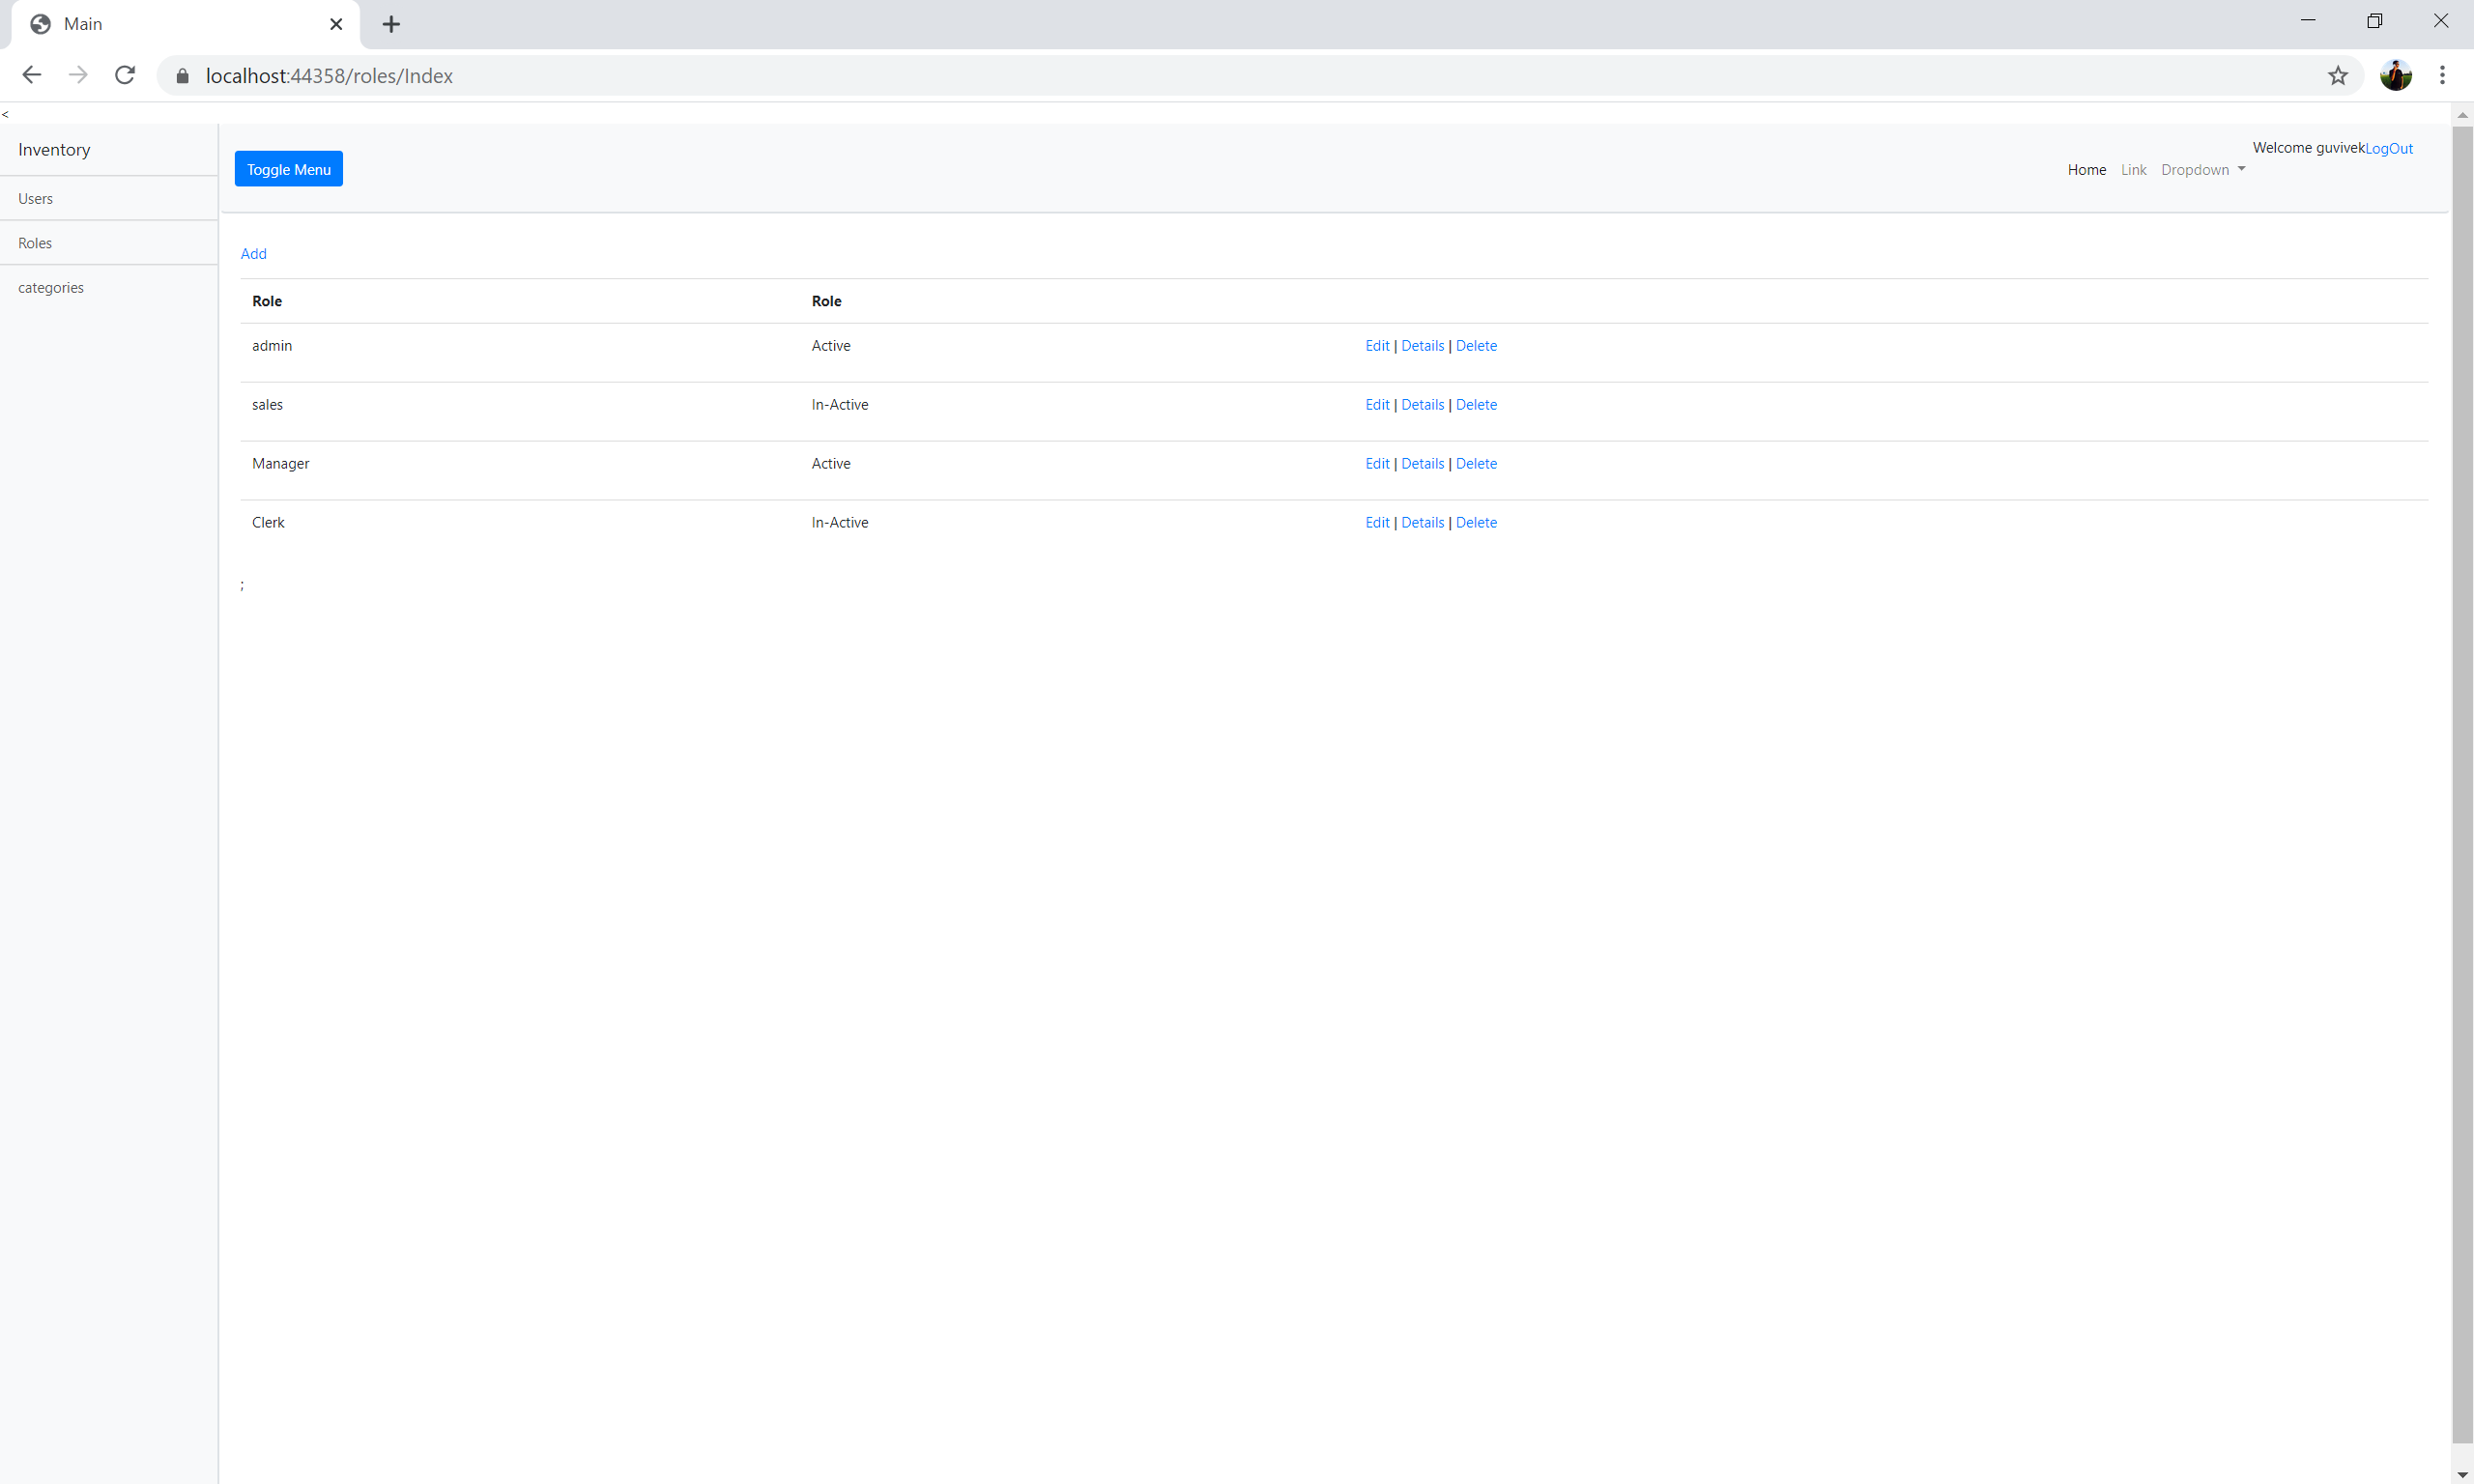 Main
localhost:44358/roles/Index
<
Inventory
Users
Roles
categories
Toggle Menu
Home Link Dropdown
Welcome guvivekLogOut
Add
Role Role
admin Active Edit | Details | Delete
sales In-Active Edit | Details | Delete
Manager Active Edit | Details | Delete
Clerk In-Active Edit | Details | Delete
;